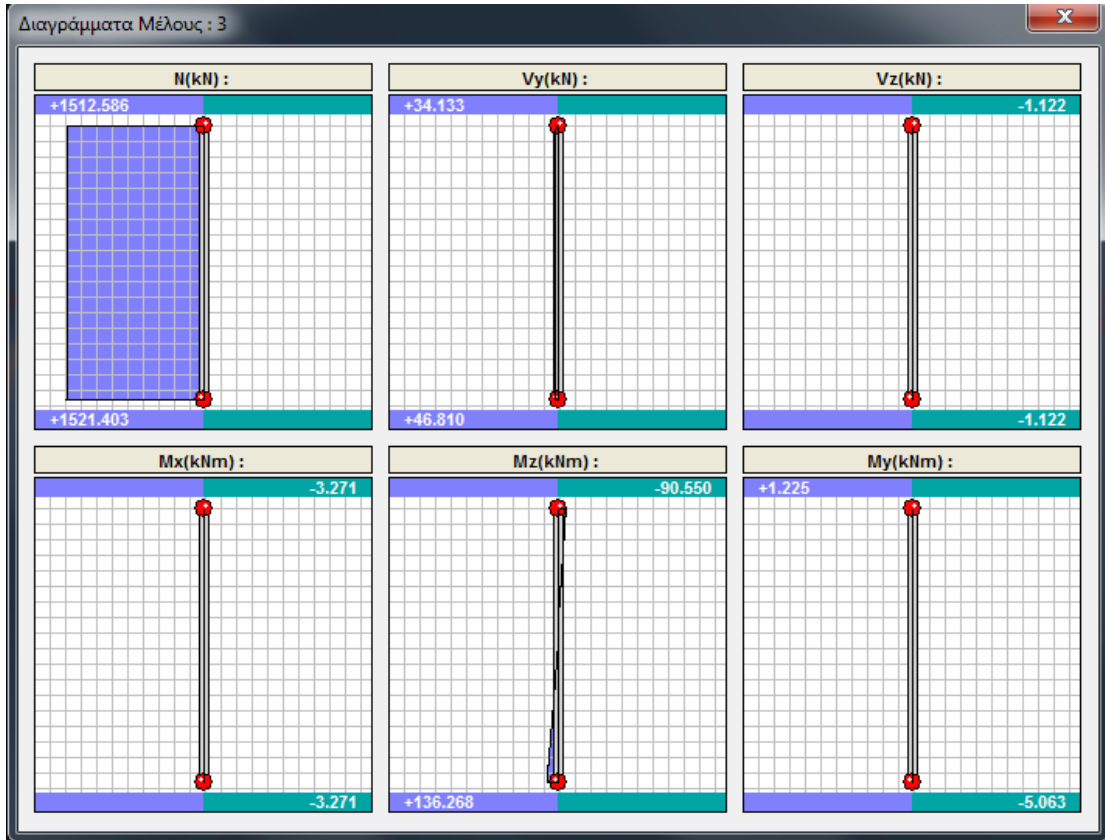 Διαγράμματα Μέλους : 3
N(kN) :
+1512.586
+1521.403
Vy(kN) :
+34.133
+46.810
Vz(kN) :
-1.122
-1.122
Mx(kNm) :
-3.271
-3.271
Mz(kNm) :
-90.550
+136.268
My(kNm) :
+1.225
-5.063